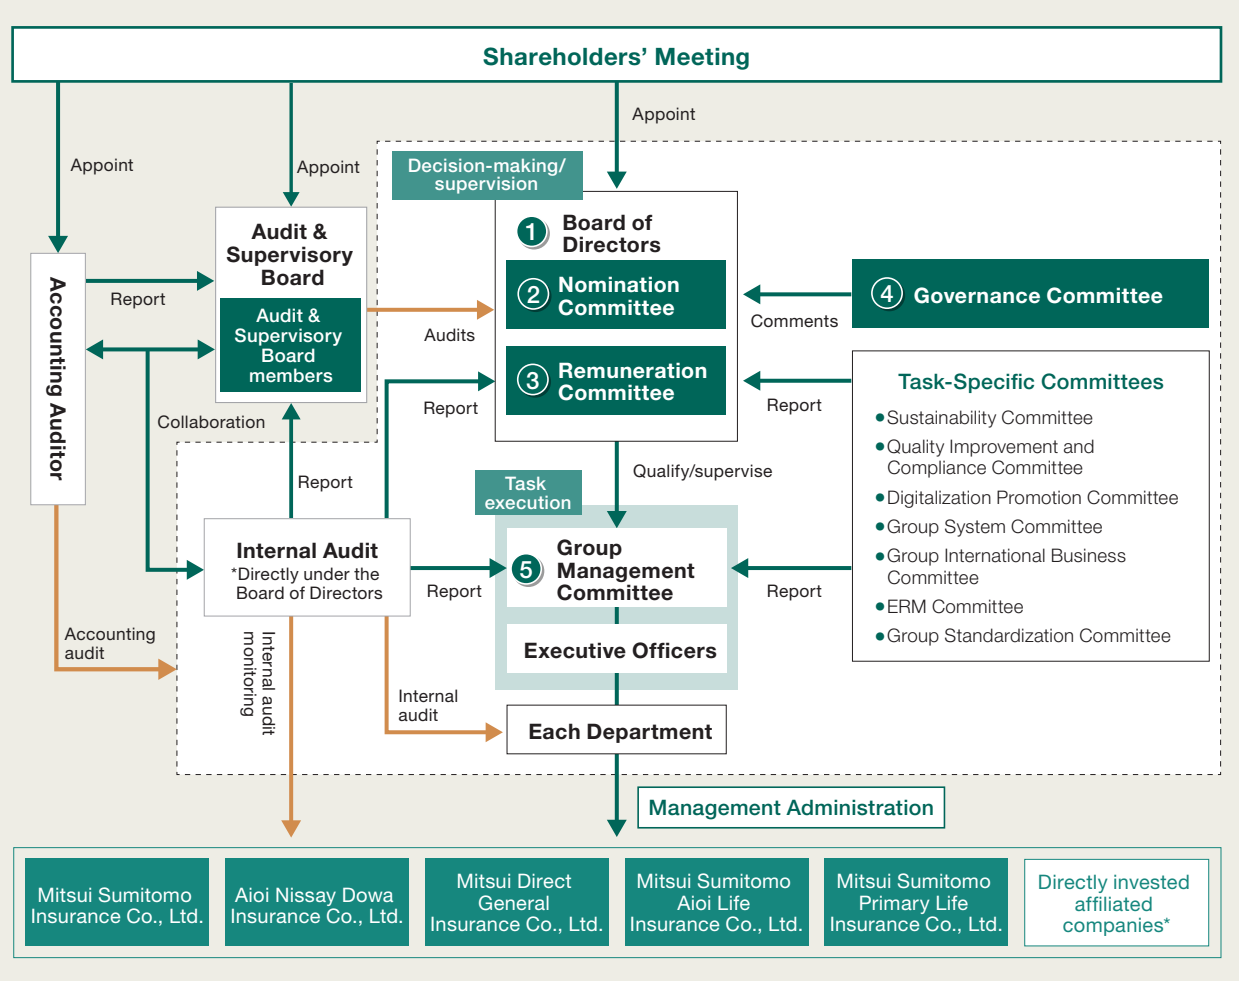 Shareholders’ Meeting
Appoint
Appoint
Appoint
Decision-making/
supervision
Accounting Auditor
Report
Audit &
Supervisory
Board
Audit &
Supervisory
Board
members
Audits
Collaboration
Report
1
Board of
Directors
2
Nomination
Committee
3
Remuneration
Committee
Report
4
Governance Committee
Comments
Report
Task-Specific Committees
●Sustainability Committee
●Quality Improvement and
Compliance Committee
●Digitalization Promotion Committee
●Group System Committee
●Group International Business
Committee
●ERM Committee
●Group Standardization Committee
Qualify/supervise
Task
execution
Internal Audit
*Directly under the
Board of Directors
Report
5
Group
Management
Committee
Report
Executive Officers
Accounting
audit
Internal audit
monitoring
Internal
audit
Each Department
Management Administration
Mitsui Sumitomo
Insurance Co., Ltd.
Aioi Nissay Dowa
Insurance Co., Ltd.
Mitsui Direct
General
Insurance Co., Ltd.
Mitsui Sumitomo
Aioi Life
Insurance Co., Ltd.
Mitsui Sumitomo
Primary Life
Insurance Co., Ltd.
Directly invested
affiliated
companies*